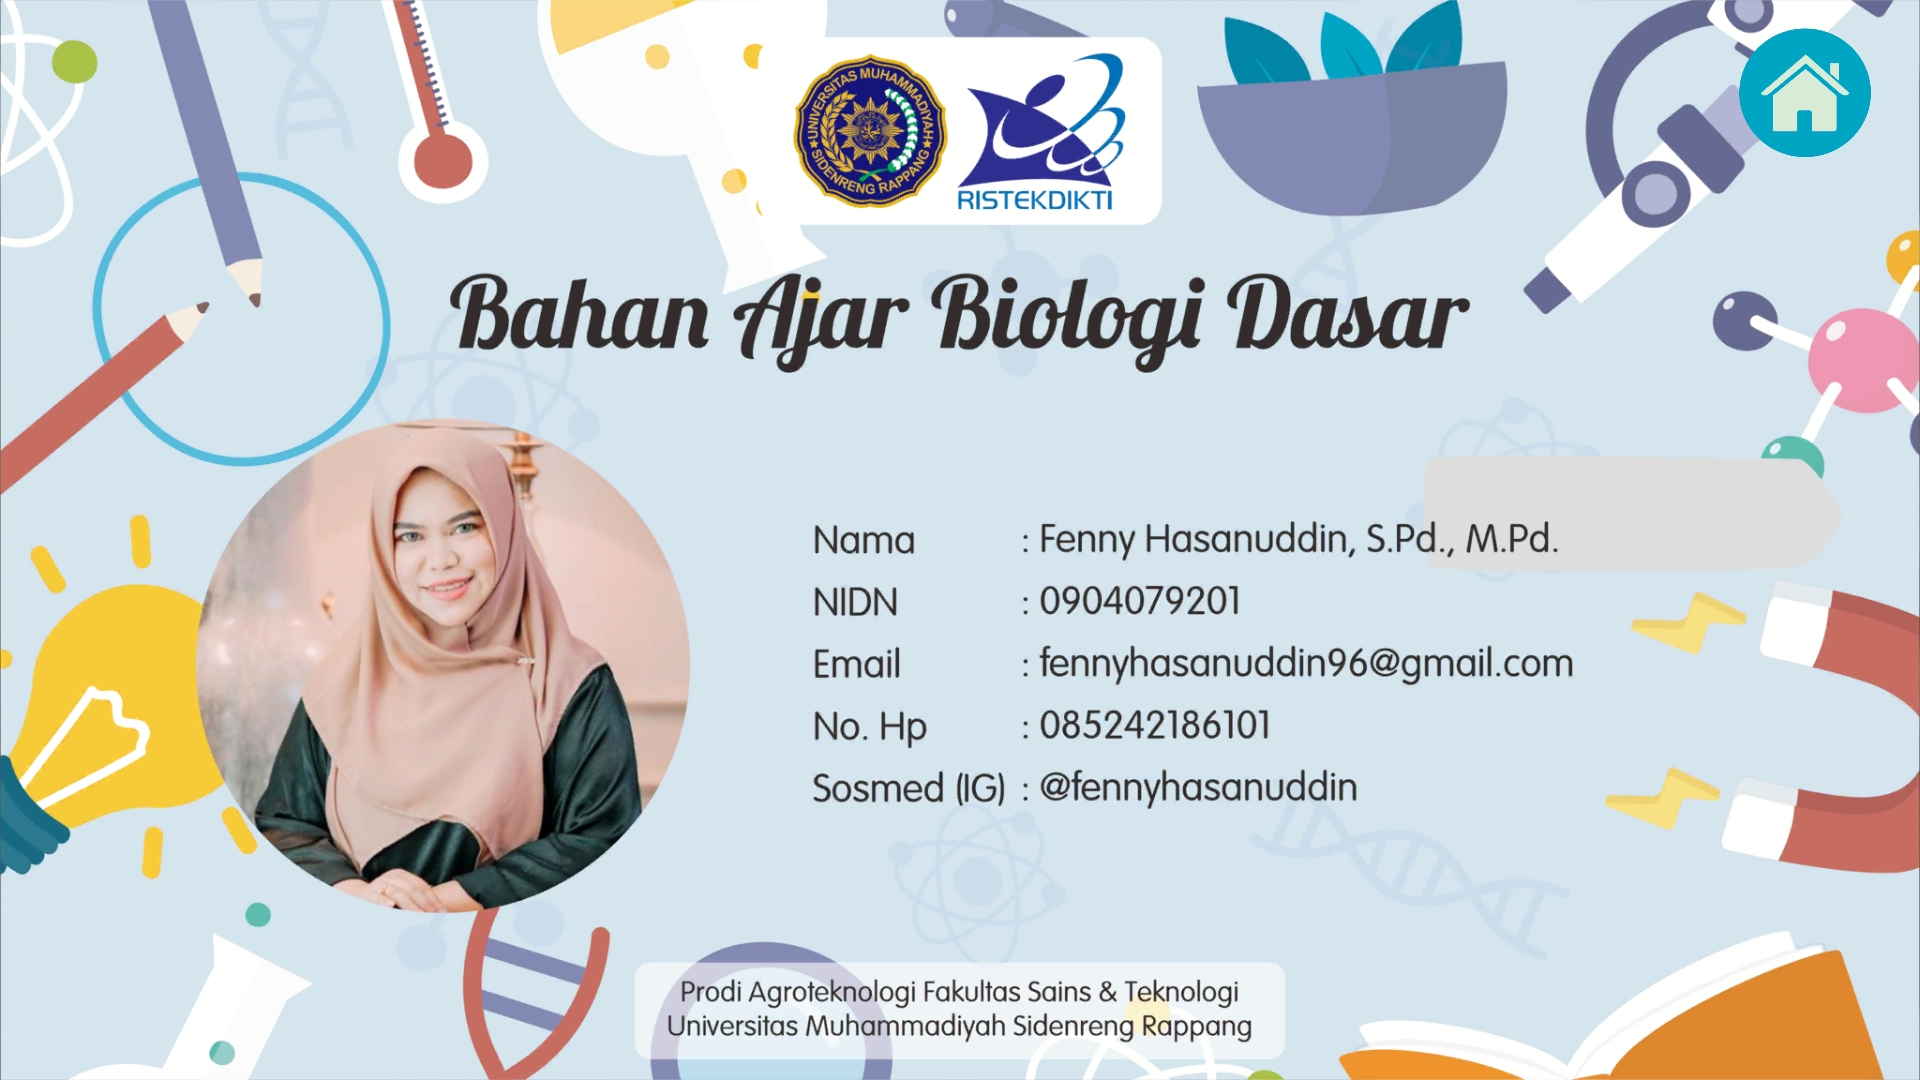 UNIVERSITAS MUHAMMADIYAH
SIDENRENG RAPPANG
RISTEKDIKTI
Bahan Ajar Biologi Dasar
Nama : Fenny Hasanuddin, S.Pd., M.Pd.
NIDN : 0904079201
Email : fennyhasanuddin96@gmail.com
No. Hp : 085242186101
Sosmed (IG) : @fennyhasanuddin
Prodi Agroteknologi Fakultas Sains & Teknologi
Universitas Muhammadiyah Sidenreng Rappang